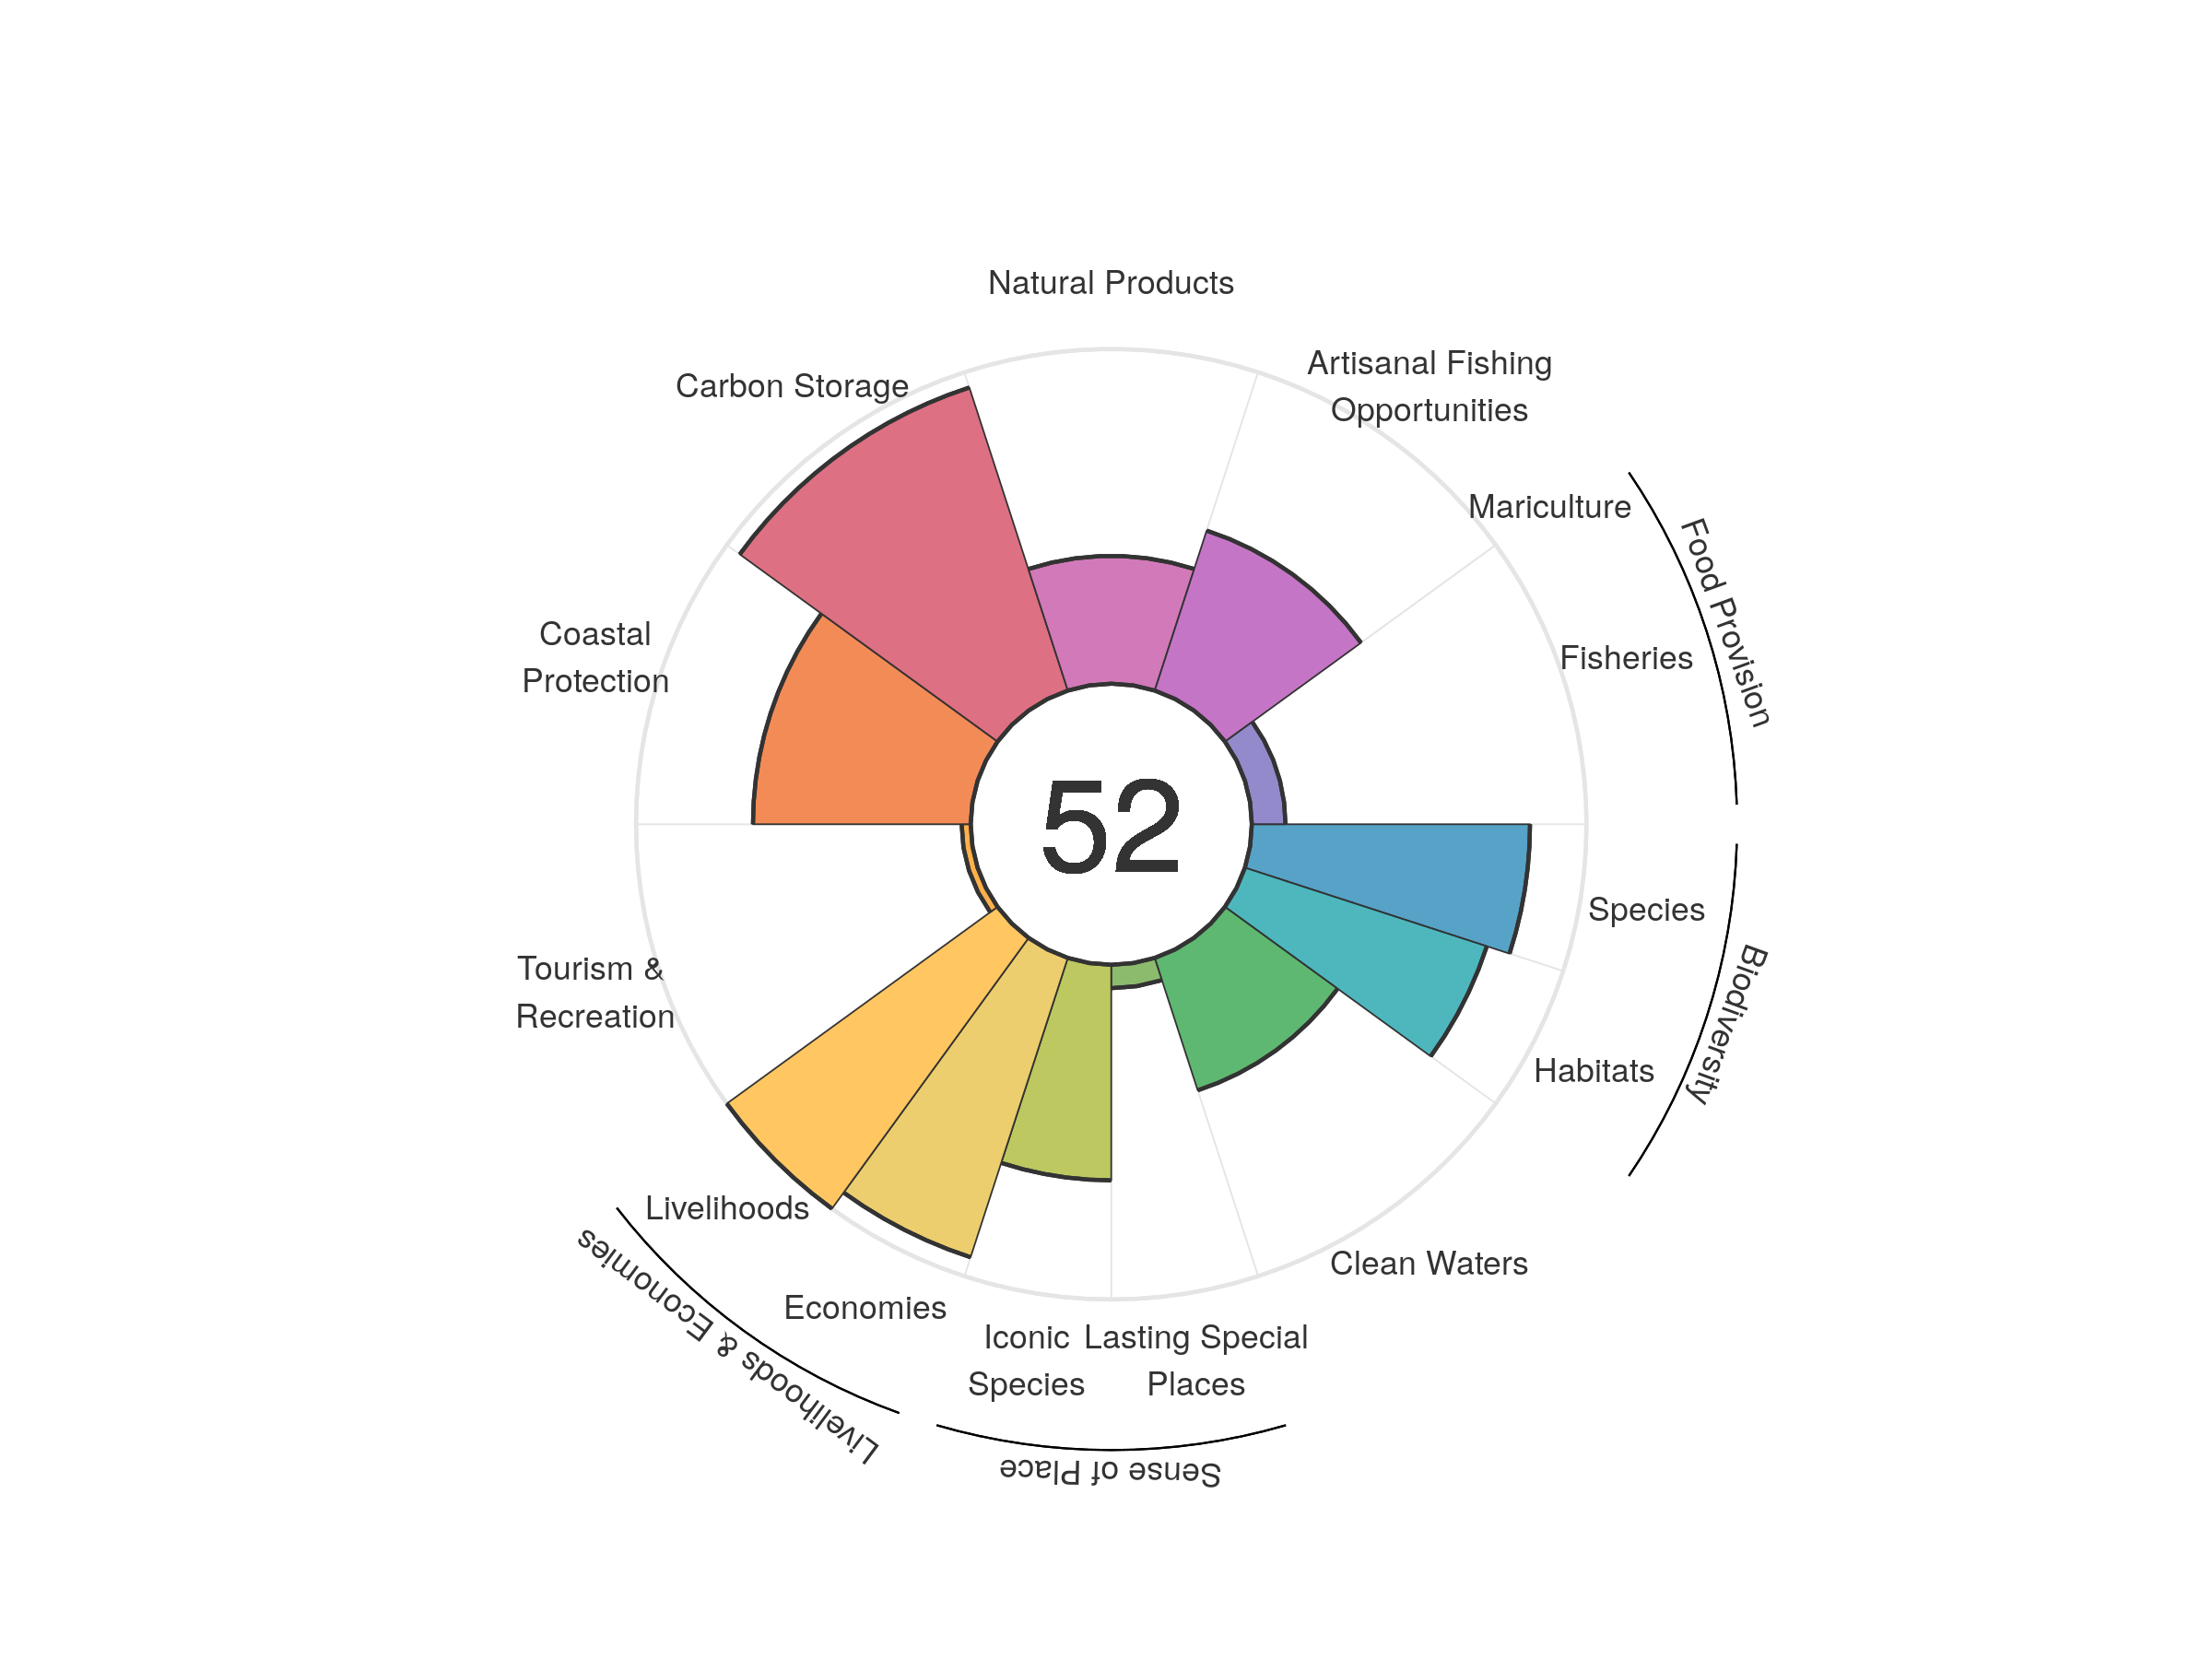 Natural Products
Artisanal Fishing
Opportunities
Carbon Storage
Mariculture
Food Provision
Coastal
Protection
Fisheries
52
Species
Biodiversity
Tourism &
Recreation
Habitats
Livelihoods
Clean Waters
Livelihoods & Economies
Economies
Iconic
Species
Lasting Special
Places
Sense of Place